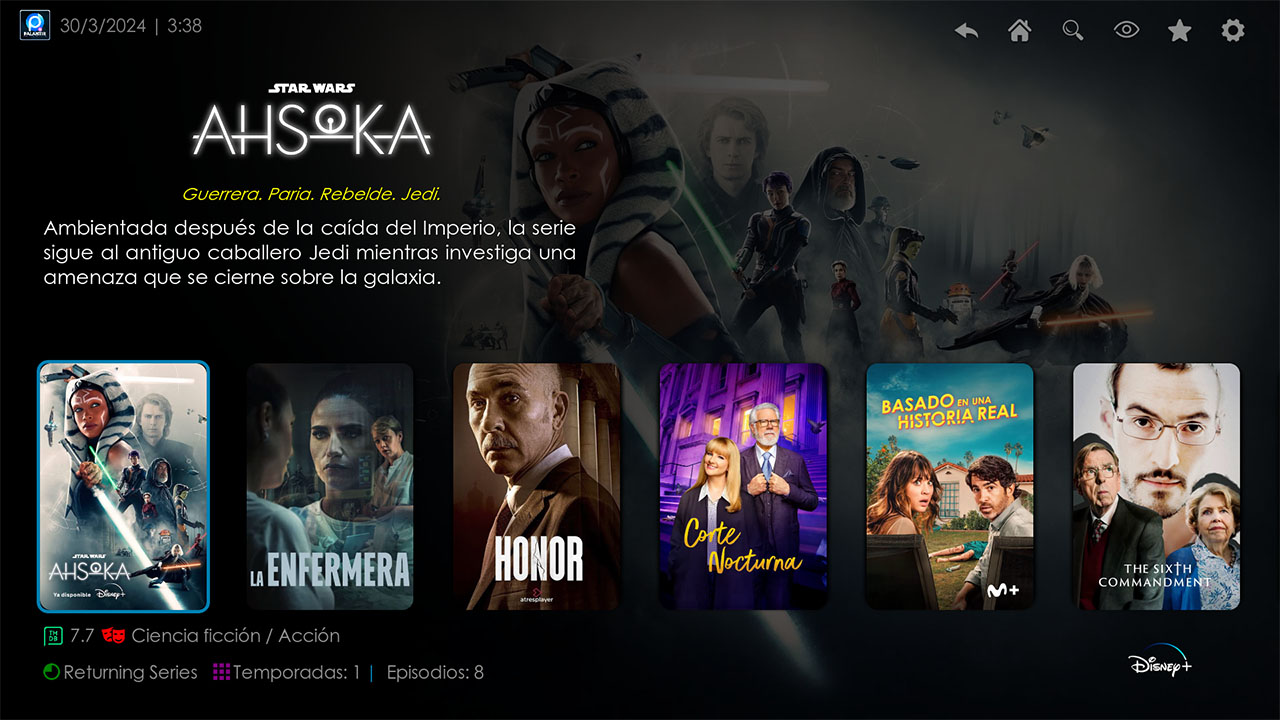 PALANTIR
30/3/2024 | 3:38
STAR WARS
AHSOKA
Guerrera. Paria. Rebelde. Jedi.
Ambientada después de la caída del Imperio, la serie
sigue al antiguo caballero Jedi mientras investiga una
amenaza que se cierne sobre la galaxia.
STAR WARS
AHSOKA
Ya disponible Disney+
LA ENFERMERA
HONOR
atresplayer
Corte
Nocturna
BASADO EN UNA
HISTORIA REAL
M+
THE SIXTH
COMMANDMENT
TM
DB
7.7 Ciencia ficción / Acción
Returning Series Temporadas: 1 | Episodios: 8
Disney+